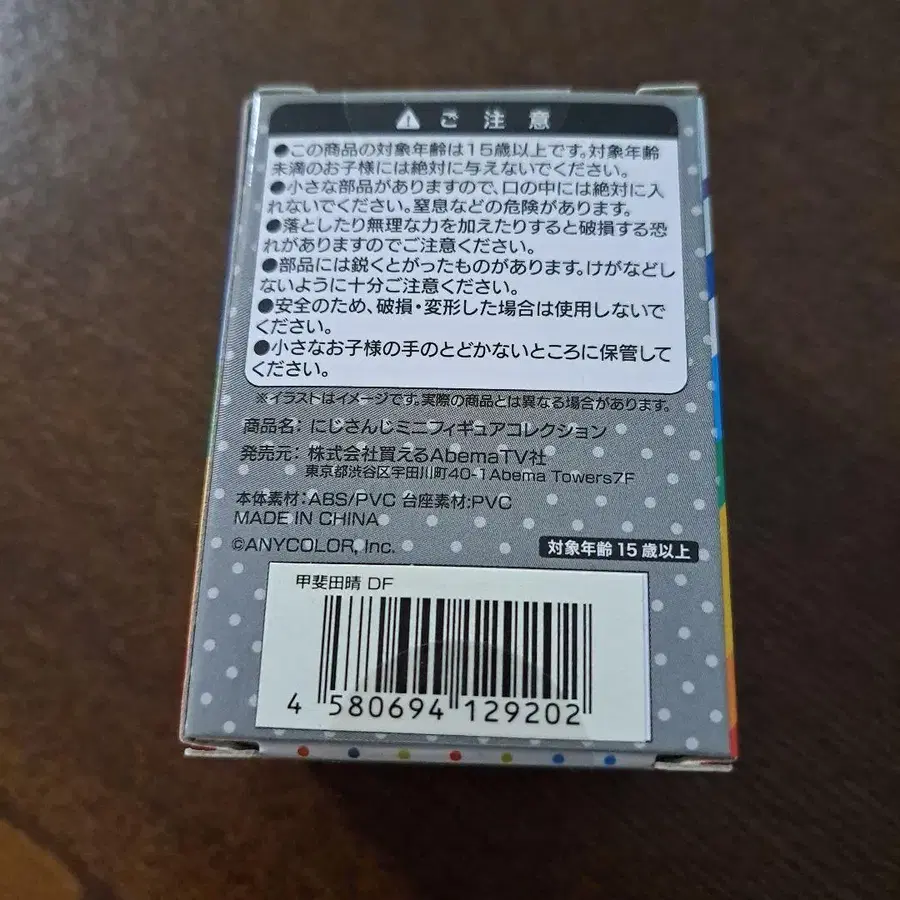 ⚠ ご注意
●この商品の対象年齢は15歳以上です。対象年齢
未満のお子様には絶対に与えないでください。
●小さな部品がありますので、口の中には絶対に入
れないでください。窒息などの危険があります。
●落としたり無理な力を加えたりすると破損する恐
れがありますのでご注意ください。
●部品には鋭くとがったものがあります。けがなどし
ないように十分ご注意ください。
●安全のため、破損・変形した場合は使用しないで
ください。
●小さなお子様の手のとどかないところに保管して
ください。
※イラストはイメージです。実際の商品とは異なる場合があります。
商品名：にじさんじミニフィギュアコレクション
発売元：株式会社買えるAbemaTV社
東京都渋谷区宇田川町40-1Abema Towers7F
本体素材：ABS/PVC 台座素材：PVC
MADE IN CHINA
©ANYCOLOR, Inc.
対象年齢15歳以上
甲斐田晴 DF
4 580694 129202